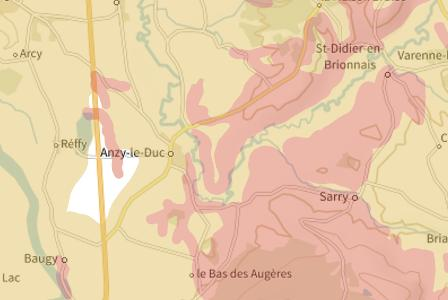 Arcy
St-Didier-en-
Brionnais
Varenne-
Réffy
Anzy-le-Duc
Sarry
Bria
Baugy
le Bas des Augères
Lac